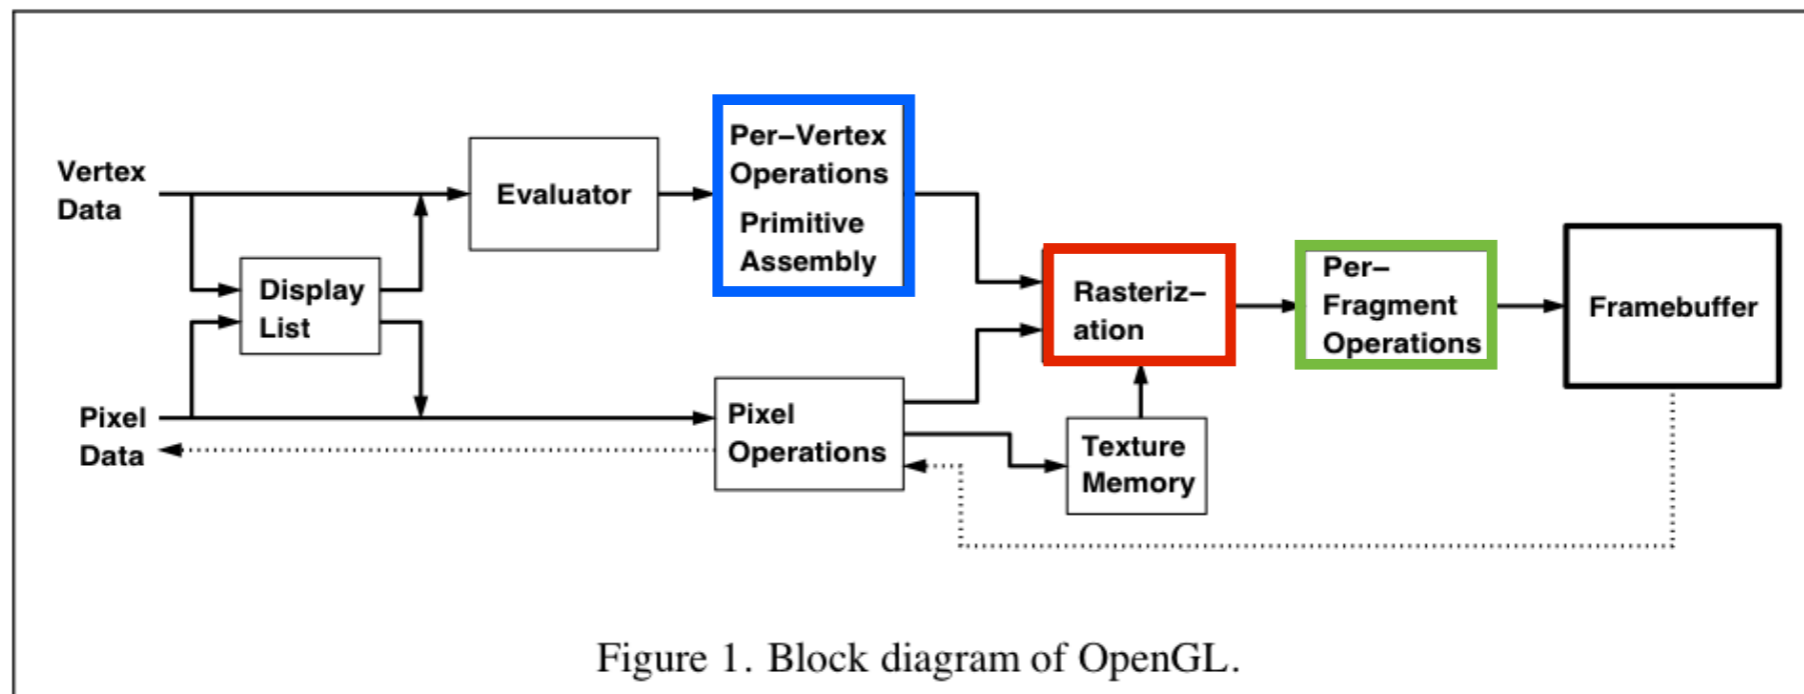 Vertex
Data
Display
List
Pixel
Data
Evaluator
Per–Vertex
Operations
Primitive
Assembly
Pixel
Operations
Rasteriz–
ation
Texture
Memory
Per–
Fragment
Operations
Framebuffer
Figure 1. Block diagram of OpenGL.